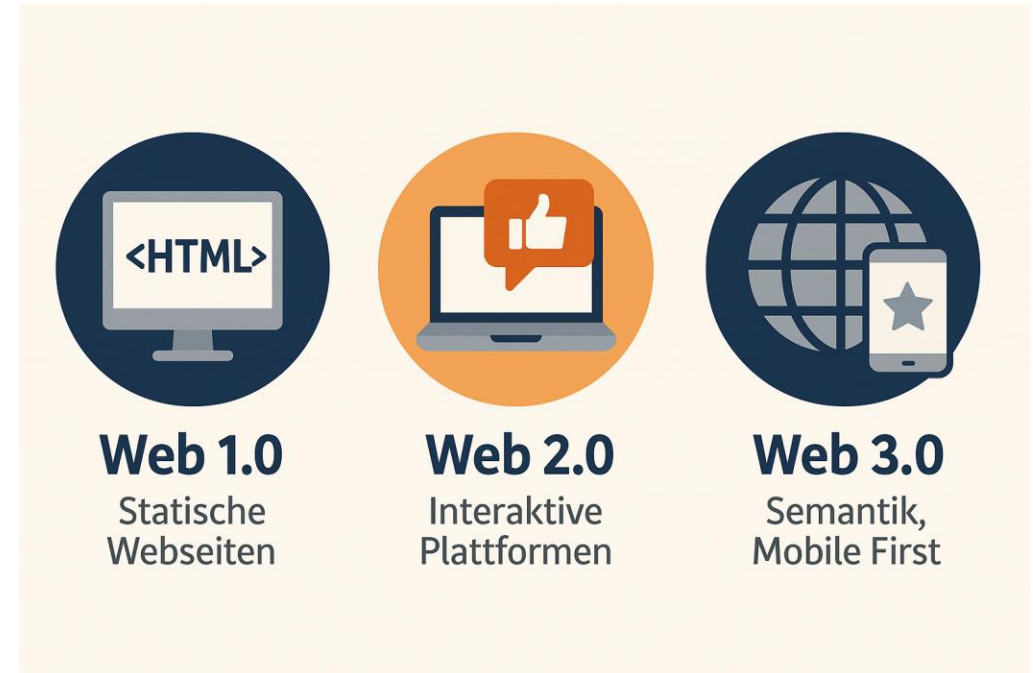 <HTML>
Web 1.0
Statische
Webseiten
Web 2.0
Interaktive
Plattformen
Web 3.0
Semantik,
Mobile First